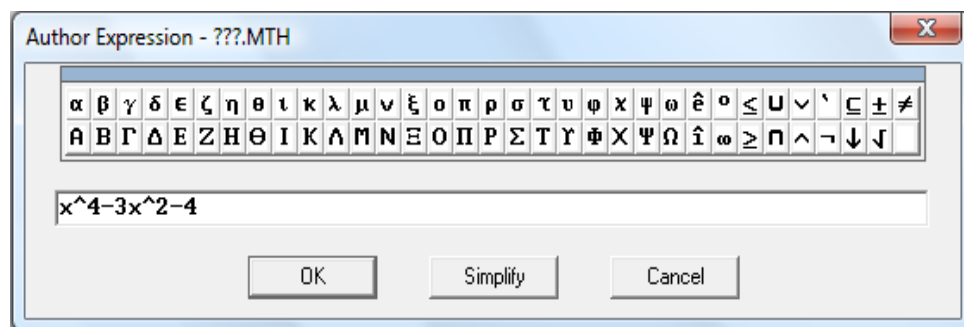 Author Expression - ???.MTH
α β γ δ ϵ ζ η θ ι κ λ μ ν ξ ο π ρ σ τ υ φ χ ψ ω ê ° ≤ ∪ ∨ ` ⊆ ± ≠
Α Β Γ Δ Ε Ζ Η Θ Ι Κ Λ Μ Ν Ξ Ο Π Ρ Σ Τ Υ Φ Χ Ψ Ω î ∞ ≥ ∩ ∧ ¬ ↓ √
x^4-3x^2-4
OK Simplify Cancel